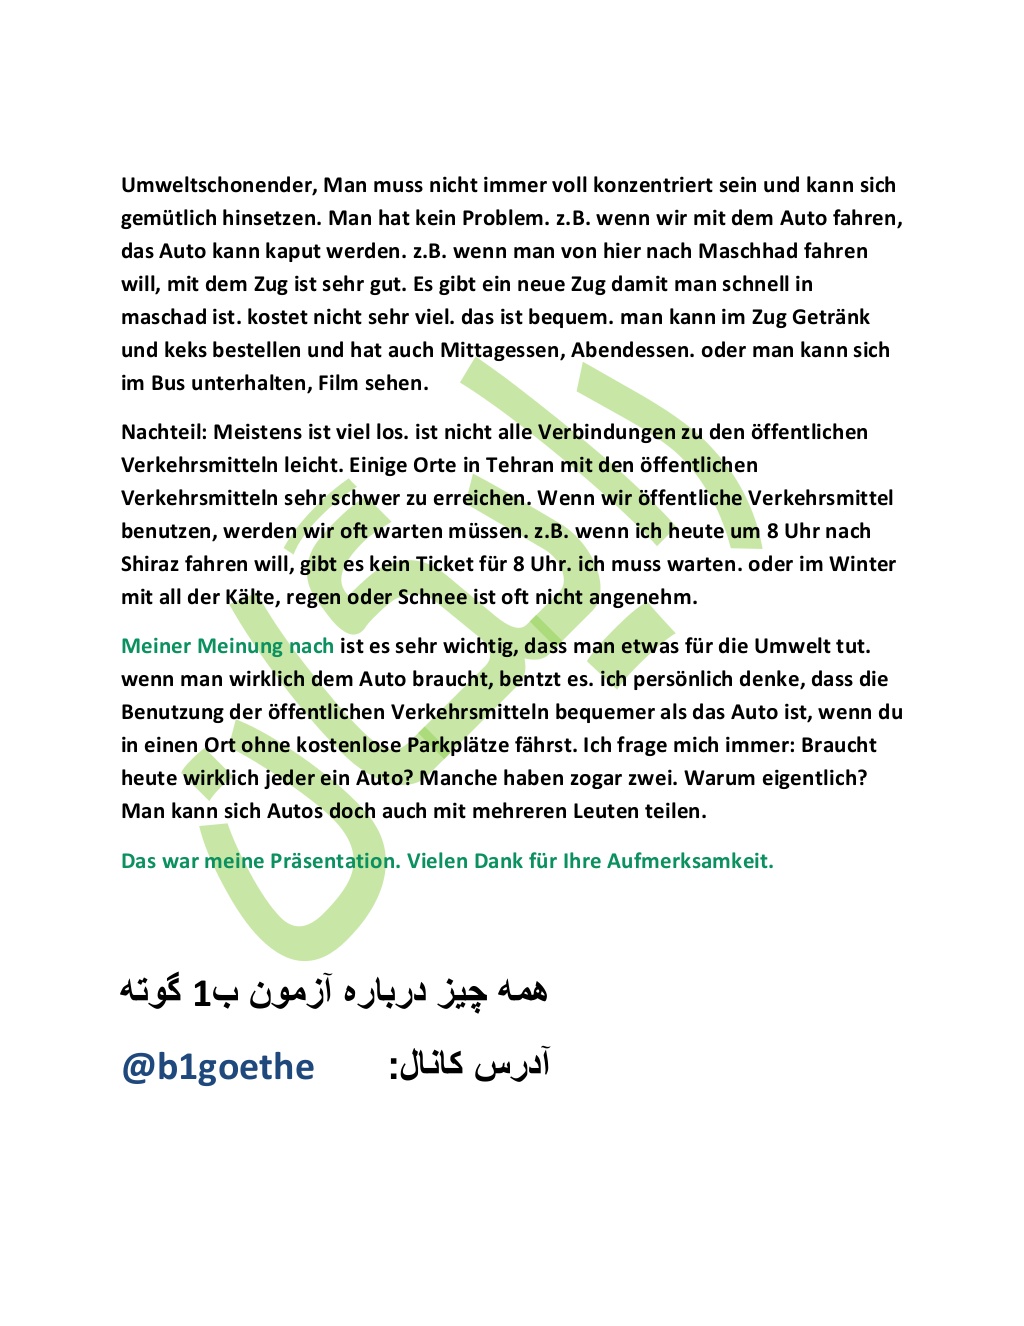 Umweltschonender, Man muss nicht immer voll konzentriert sein und kann sich
gemütlich hinsetzen. Man hat kein Problem. z.B. wenn wir mit dem Auto fahren,
das Auto kann kaput werden. z.B. wenn man von hier nach Maschhad fahren
will, mit dem Zug ist sehr gut. Es gibt ein neue Zug damit man schnell in
maschad ist. kostet nicht sehr viel. das ist bequem. man kann im Zug Getränk
und keks bestellen und hat auch Mittagessen, Abendessen. oder man kann sich
im Bus unterhalten, Film sehen.
Nachteil: Meistens ist viel los. ist nicht alle Verbindungen zu den öffentlichen
Verkehrsmitteln leicht. Einige Orte in Tehran mit den öffentlichen
Verkehrsmitteln sehr schwer zu erreichen. Wenn wir öffentliche Verkehrsmittel
benutzen, werden wir oft warten müssen. z.B. wenn ich heute um 8 Uhr nach
Shiraz fahren will, gibt es kein Ticket für 8 Uhr. ich muss warten. oder im Winter
mit all der Kälte, regen oder Schnee ist oft nicht angenehm.
Meiner Meinung nach ist es sehr wichtig, dass man etwas für die Umwelt tut.
wenn man wirklich dem Auto braucht, bentzt es. ich persönlich denke, dass die
Benutzung der öffentlichen Verkehrsmitteln bequemer als das Auto ist, wenn du
in einen Ort ohne kostenlose Parkplätze fährst. Ich frage mich immer: Braucht
heute wirklich jeder ein Auto? Manche haben zogar zwei. Warum eigentlich?
Man kann sich Autos doch auch mit mehreren Leuten teilen.
Das war meine Präsentation. Vielen Dank für Ihre Aufmerksamkeit.
همه چیز درباره آزمون ب1 گوته
آدرس کانال: @b1goethe
رایگان